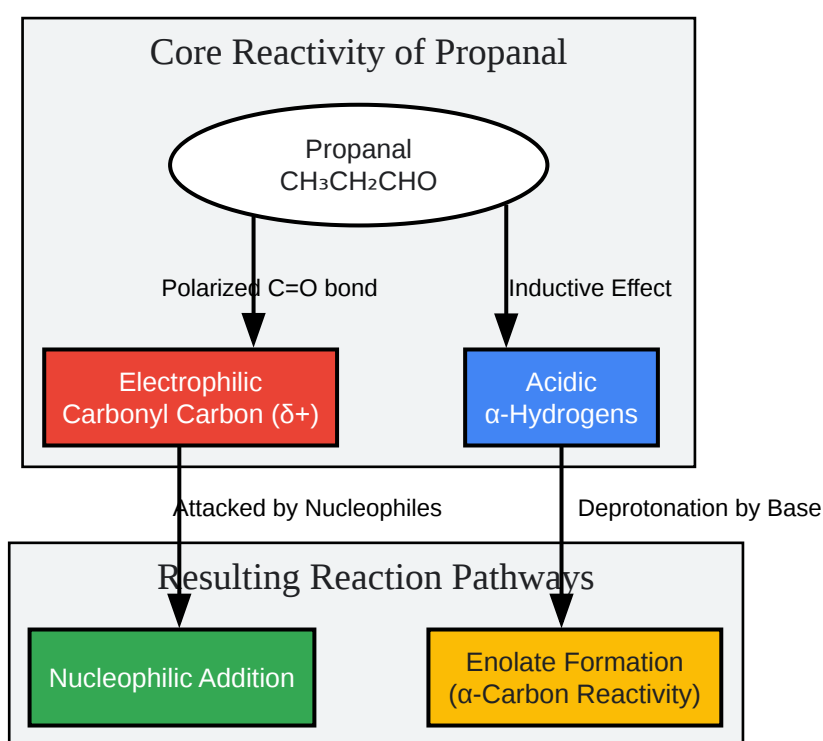 Core Reactivity of Propanal
Propanal
CH₃CH₂CHO
Polarized C=O bond
Inductive Effect
Electrophilic
Carbonyl Carbon (δ+)
Acidic
α-Hydrogens
Attacked by Nucleophiles
Deprotonation by Base
Resulting Reaction Pathways
Nucleophilic Addition
Enolate Formation
(α-Carbon Reactivity)